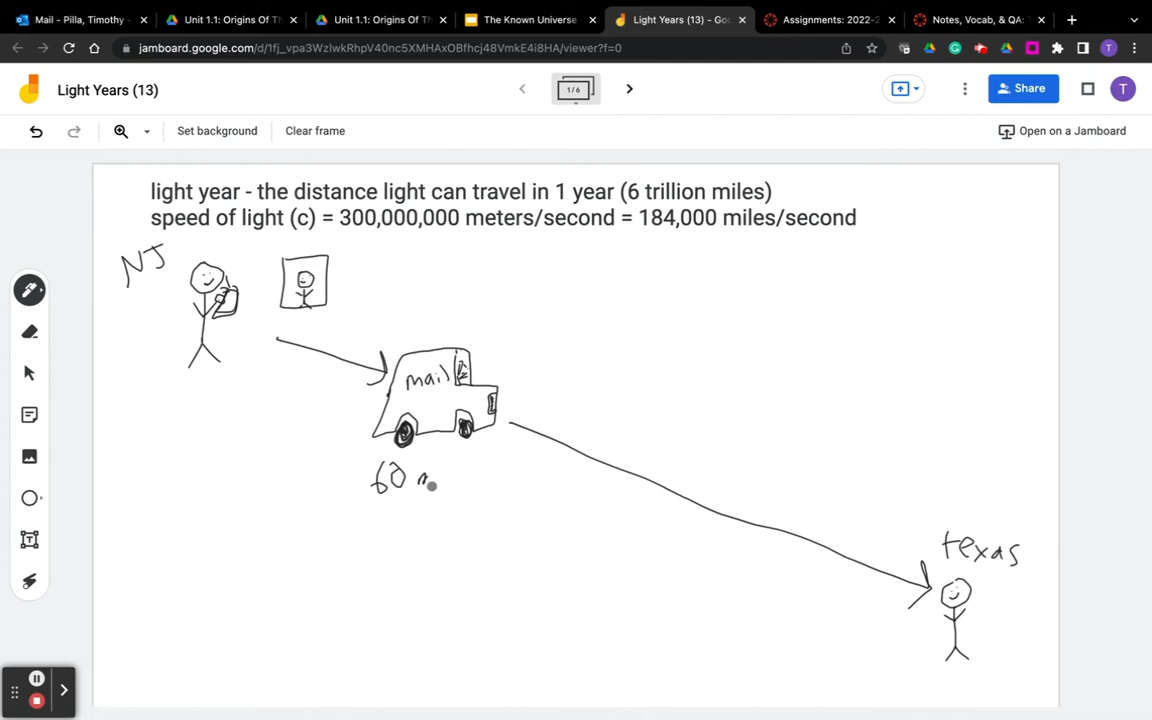 Mail - Pilla, Timothy -
Unit 1.1: Origins Of Th
Unit 1.1: Origins Of Th
The Known Universe
Light Years (13) - Goo
Assignments: 2022-2
Notes, Vocab, & QA: T
jamboard.google.com/d/1fj_vpa3WzIwkRhpV40nc5XMHAxOBfhcj48VmkE4i8HA/viewer?f=0
T
Light Years (13)
1/6
Share
T
Set background
Clear frame
Open on a Jamboard
light year - the distance light can travel in 1 year (6 trillion miles)
speed of light (c) = 300,000,000 meters/second = 184,000 miles/second
NJ
mail
60 m
texas